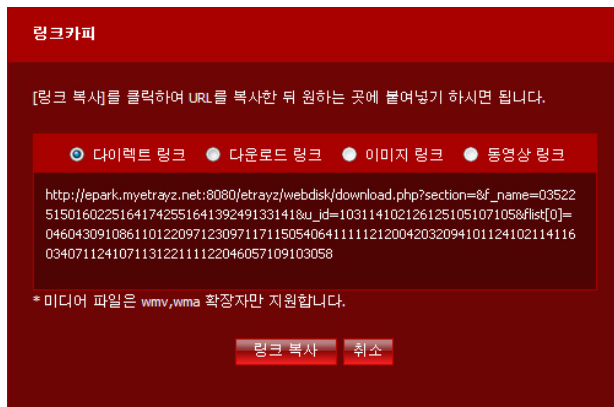 링크카피
[링크 복사]를 클릭하여 URL를 복사한 뒤 원하는 곳에 붙여넣기 하시면 됩니다.
다이렉트 링크 다운로드 링크 이미지 링크 동영상 링크
http://epark.myetrayz.net:8080/etrayz/webdisk/download.php?section=&f_name=03522
5150160225164174255164139249133141&u_id=103114102126125105107105&flist[0]=
046043091086110122097123097117115054064111112120042032094101124102114116
034071124107113122111122046057109103058
* 미디어 파일은 wmv,wma 확장자만 지원합니다.
링크 복사 취소